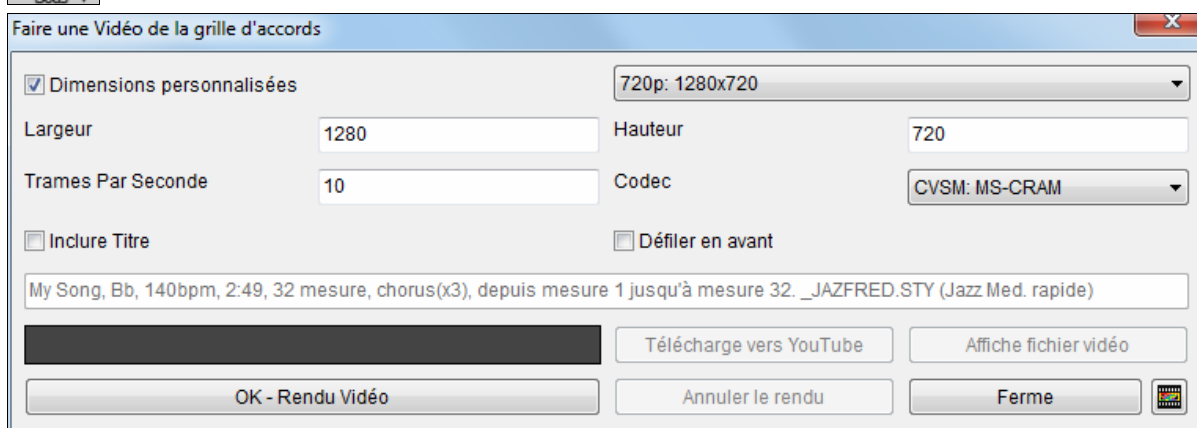 Faire une Vidéo de la grille d'accords
Dimensions personnalisées 720p: 1280x720
Largeur 1280 Hauteur 720
Trames Par Seconde 10 Codec CVSM: MS-CRAM
Inclure Titre Défiler en avant
My Song, Bb, 140bpm, 2:49, 32 mesure, chorus(x3), depuis mesure 1 jusqu'à mesure 32. _JAZFRED.STY (Jazz Med. rapide)
Télécharge vers YouTube Affiche fichier vidéo
OK - Rendu Vidéo Annuler le rendu Ferme